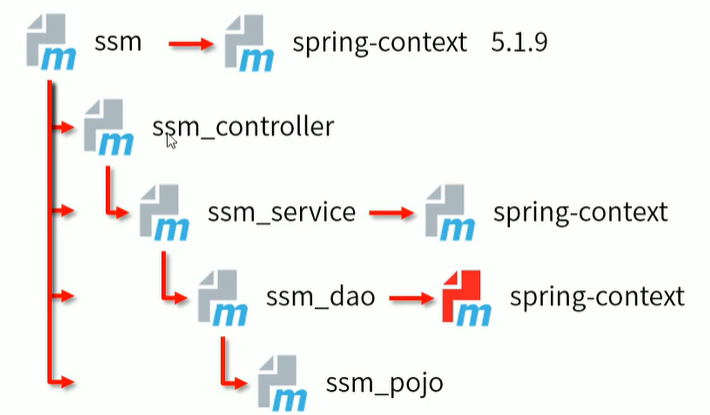 m ssm m spring-context 5.1.9
m ssm_controller
m ssm_service m spring-context
m ssm_dao m spring-context
m ssm_pojo